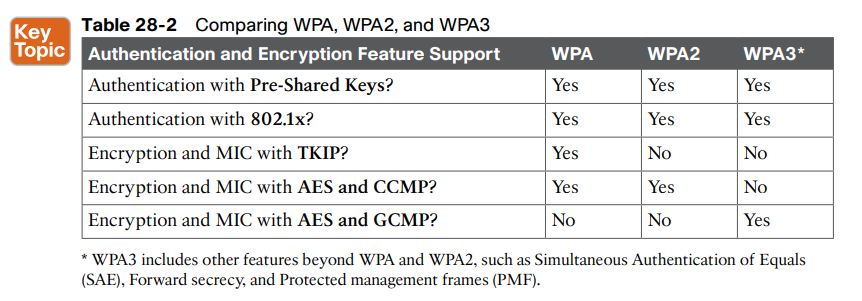 Key Topic
Table 28-2 Comparing WPA, WPA2, and WPA3
Authentication and Encryption Feature Support WPA WPA2 WPA3*
Authentication with Pre-Shared Keys? Yes Yes Yes
Authentication with 802.1x? Yes Yes Yes
Encryption and MIC with TKIP? Yes No No
Encryption and MIC with AES and CCMP? Yes Yes No
Encryption and MIC with AES and GCMP? No No Yes
* WPA3 includes other features beyond WPA and WPA2, such as Simultaneous Authentication of Equals
(SAE), Forward secrecy, and Protected management frames (PMF).